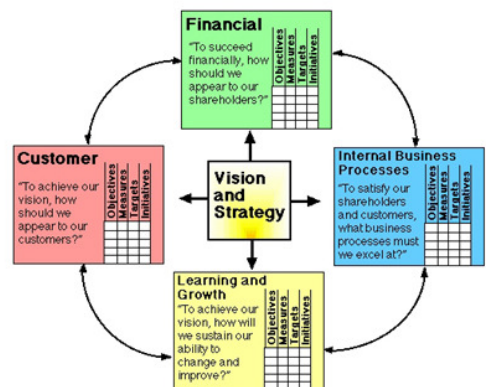 Financial
"To succeed
financially, how
should we
appear to our
shareholders?"
Objectives
Measures
Targets
Initiatives
Customer
"To achieve our
vision, how
should we
appear to our
customers?"
Objectives
Measures
Targets
Initiatives
Vision
and
Strategy
Internal Business
Processes
"To satisfy our
shareholders
and customers,
what business
processes must
we excel at?"
Objectives
Measures
Targets
Initiatives
Learning and
Growth
"To achieve our
vision, how will
we sustain our
ability to
change and
improve?"
Objectives
Measures
Targets
Initiatives